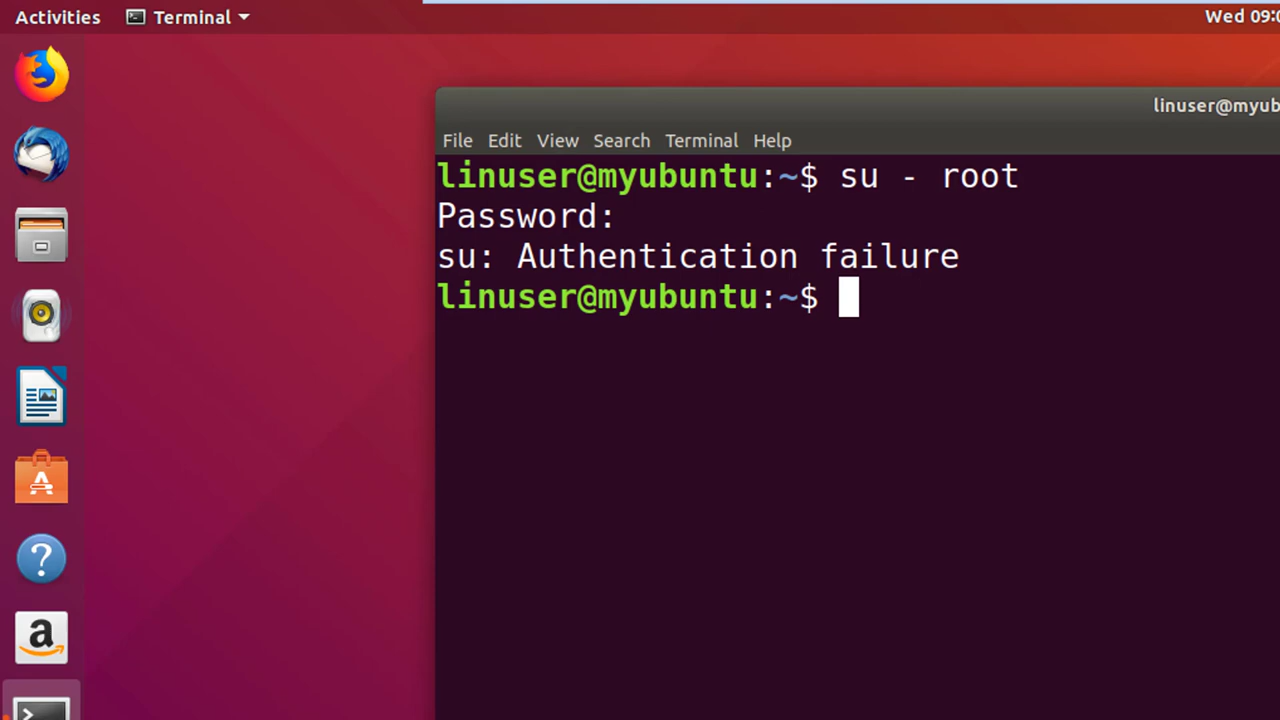 Activities Terminal Wed 09:0
linuser@myub
File Edit View Search Terminal Help
linuser@myubuntu:~$ su - root
Password:
su: Authentication failure
linuser@myubuntu:~$